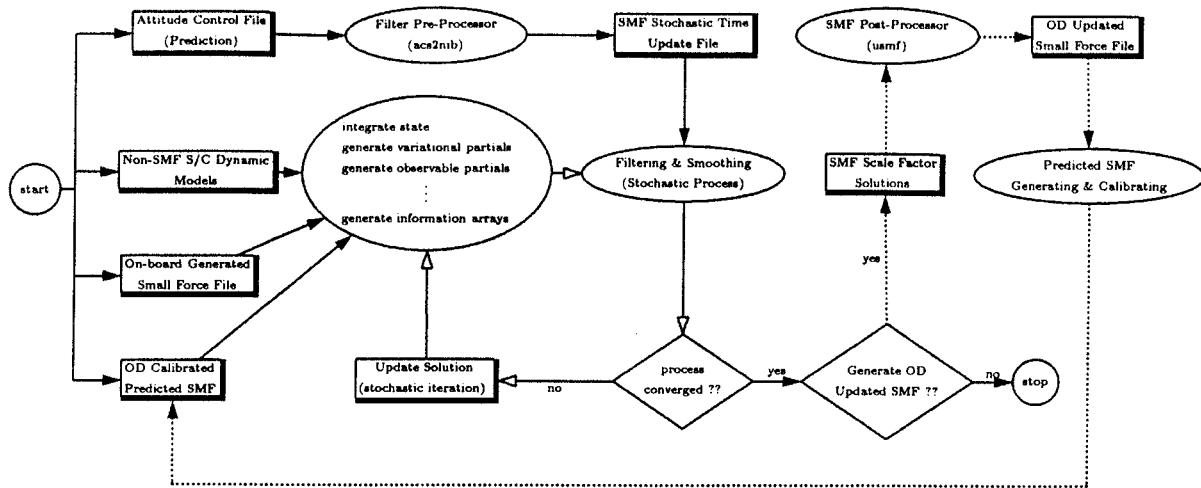 Attitude Control File
(Prediction)
Filter Pre-Processor
(acs2nib)
SMF Stochastic Time
Update File
SMF Post-Processor
(usmf)
OD Updated
Small Force File
start
Non-SMF S/C Dynamic
Models
integrate state
generate variational partials
generate observable partials
generate information arrays
Filtering & Smoothing
(Stochastic Process)
SMF Scale Factor
Solutions
Predicted SMF
Generating & Calibrating
On-board Generated
Small Force File
yes
OD Calibrated
Predicted SMF
Update Solution
(stochastic iteration)
no
process
converged ??
yes
Generate OD
Updated SMF ??
no
stop